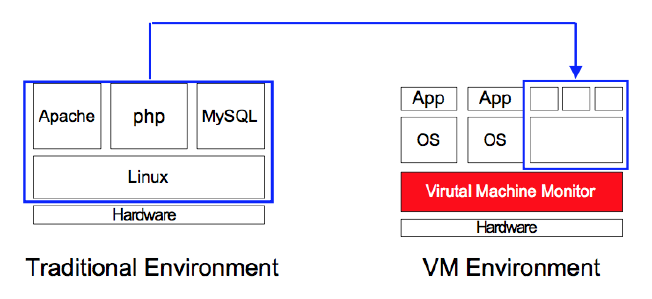 Apache php MySQL
Linux
Hardware
Traditional Environment
App App
OS OS
Virutal Machine Monitor
Hardware
VM Environment